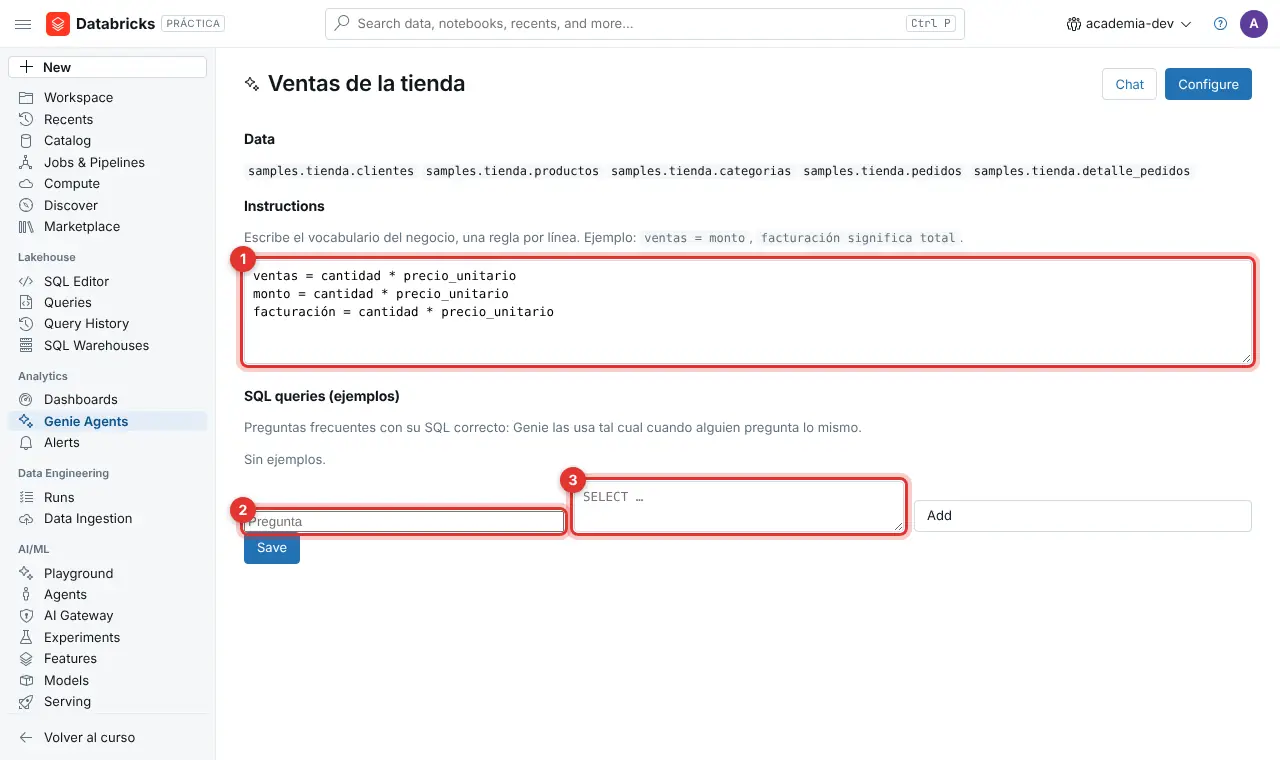 Databricks PRÁCTICA
Search data, notebooks, recents, and more... Ctrl P
academia-dev
?
A
New
Workspace
Recents
Catalog
Jobs & Pipelines
Compute
Discover
Marketplace
Lakehouse
SQL Editor
Queries
Query History
SQL Warehouses
Analytics
Dashboards
Genie Agents
Alerts
Data Engineering
Runs
Data Ingestion
AI/ML
Playground
Agents
AI Gateway
Experiments
Features
Models
Serving
Volver al curso
Ventas de la tienda
Chat
Configure
Data
samples.tienda.clientes samples.tienda.productos samples.tienda.categorias samples.tienda.pedidos samples.tienda.detalle_pedidos
Instructions
Escribe el vocabulario del negocio, una regla por línea. Ejemplo: ventas = monto , facturación significa total .
1
ventas = cantidad * precio_unitario
monto = cantidad * precio_unitario
facturación = cantidad * precio_unitario
SQL queries (ejemplos)
Preguntas frecuentes con su SQL correcto: Genie las usa tal cual cuando alguien pregunta lo mismo.
Sin ejemplos.
2
Pregunta
3
SELECT …
Add
Save